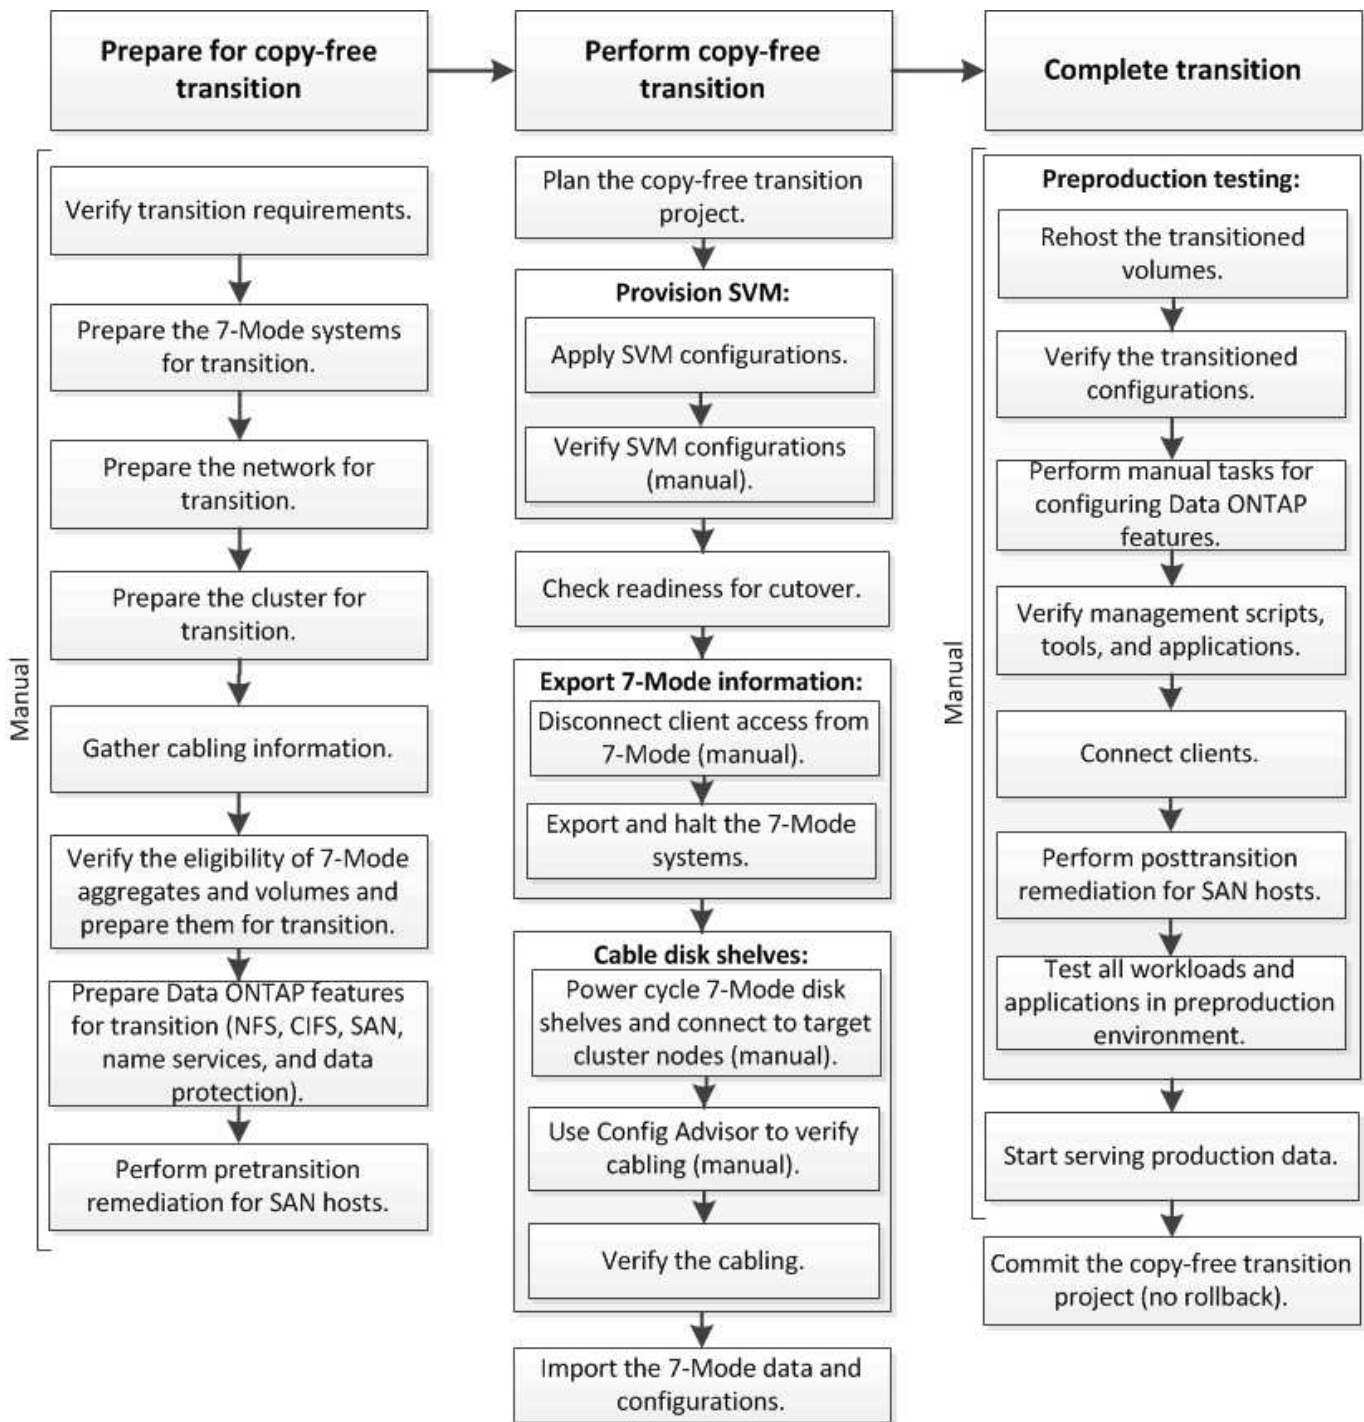 Prepare for copy-free
transition
Perform copy-free
transition
Complete transition
Manual
Verify transition requirements.
Prepare the 7-Mode systems
for transition.
Prepare the network for
transition.
Prepare the cluster for
transition.
Gather cabling information.
Verify the eligibility of 7-Mode
aggregates and volumes and
prepare them for transition.
Prepare Data ONTAP features
for transition (NFS, CIFS, SAN,
name services, and data
protection).
Perform pretransition
remediation for SAN hosts.
Plan the copy-free transition
project.
Provision SVM:
Apply SVM configurations.
Verify SVM configurations
(manual).
Check readiness for cutover.
Export 7-Mode information:
Disconnect client access from
7-Mode (manual).
Export and halt the 7-Mode
systems.
Cable disk shelves:
Power cycle 7-Mode disk
shelves and connect to target
cluster nodes (manual).
Use Config Advisor to verify
cabling (manual).
Verify the cabling.
Import the 7-Mode data and
configurations.
Manual
Preproduction testing:
Rehost the transitioned
volumes.
Verify the transitioned
configurations.
Perform manual tasks for
configuring Data ONTAP
features.
Verify management scripts,
tools, and applications.
Connect clients.
Perform posttransition
remediation for SAN hosts.
Test all workloads and
applications in preproduction
environment.
Start serving production data.
Commit the copy-free transition
project (no rollback).